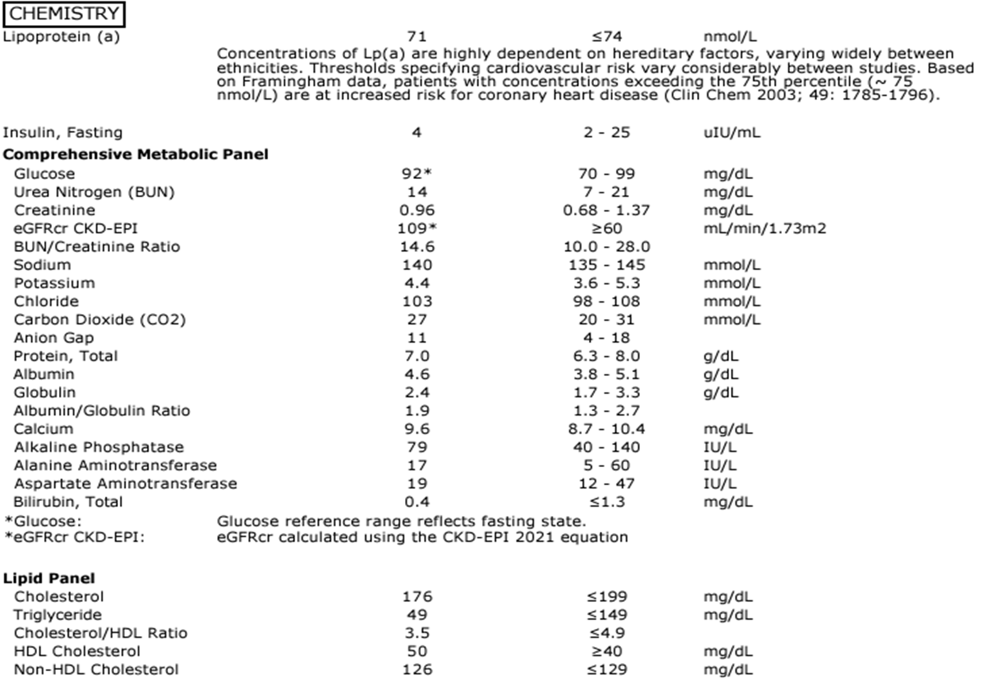 CHEMISTRY
Lipoprotein (a) 71 ≤74 nmol/L
Concentrations of Lp(a) are highly dependent on hereditary factors, varying widely between
ethnicities. Thresholds specifying cardiovascular risk vary considerably between studies. Based
on Framingham data, patients with concentrations exceeding the 75th percentile (~ 75
nmol/L) are at increased risk for coronary heart disease (Clin Chem 2003; 49: 1785-1796).
Insulin, Fasting 4 2 - 25 uIU/mL
Comprehensive Metabolic Panel
Glucose 92* 70 - 99 mg/dL
Urea Nitrogen (BUN) 14 7 - 21 mg/dL
Creatinine 0.96 0.68 - 1.37 mg/dL
eGFRcr CKD-EPI 109* ≥60 mL/min/1.73m2
BUN/Creatinine Ratio 14.6 10.0 - 28.0
Sodium 140 135 - 145 mmol/L
Potassium 4.4 3.6 - 5.3 mmol/L
Chloride 103 98 - 108 mmol/L
Carbon Dioxide (CO2) 27 20 - 31 mmol/L
Anion Gap 11 4 - 18
Protein, Total 7.0 6.3 - 8.0 g/dL
Albumin 4.6 3.8 - 5.1 g/dL
Globulin 2.4 1.7 - 3.3 g/dL
Albumin/Globulin Ratio 1.9 1.3 - 2.7
Calcium 9.6 8.7 - 10.4 mg/dL
Alkaline Phosphatase 79 40 - 140 IU/L
Alanine Aminotransferase 17 5 - 60 IU/L
Aspartate Aminotransferase 19 12 - 47 IU/L
Bilirubin, Total 0.4 ≤1.3 mg/dL
*Glucose: Glucose reference range reflects fasting state.
*eGFRcr CKD-EPI: eGFRcr calculated using the CKD-EPI 2021 equation
Lipid Panel
Cholesterol 176 ≤199 mg/dL
Triglyceride 49 ≤149 mg/dL
Cholesterol/HDL Ratio 3.5 ≤4.9
HDL Cholesterol 50 ≥40 mg/dL
Non-HDL Cholesterol 126 ≤129 mg/dL